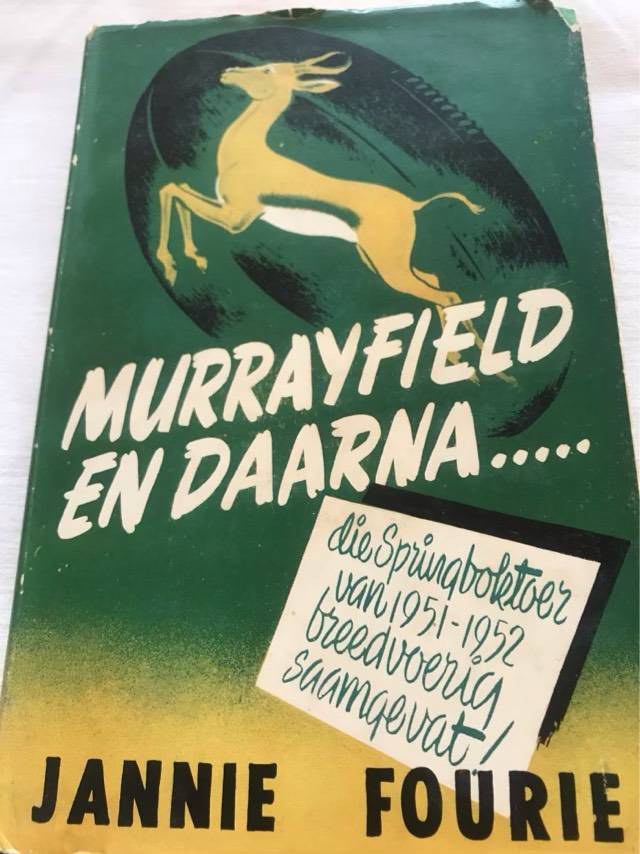 MURRAYFIELD
EN DAARNA.....
die Springboktoer
van 1951-1952
breedvoerig
saamgevat!
JANNIE FOURIE